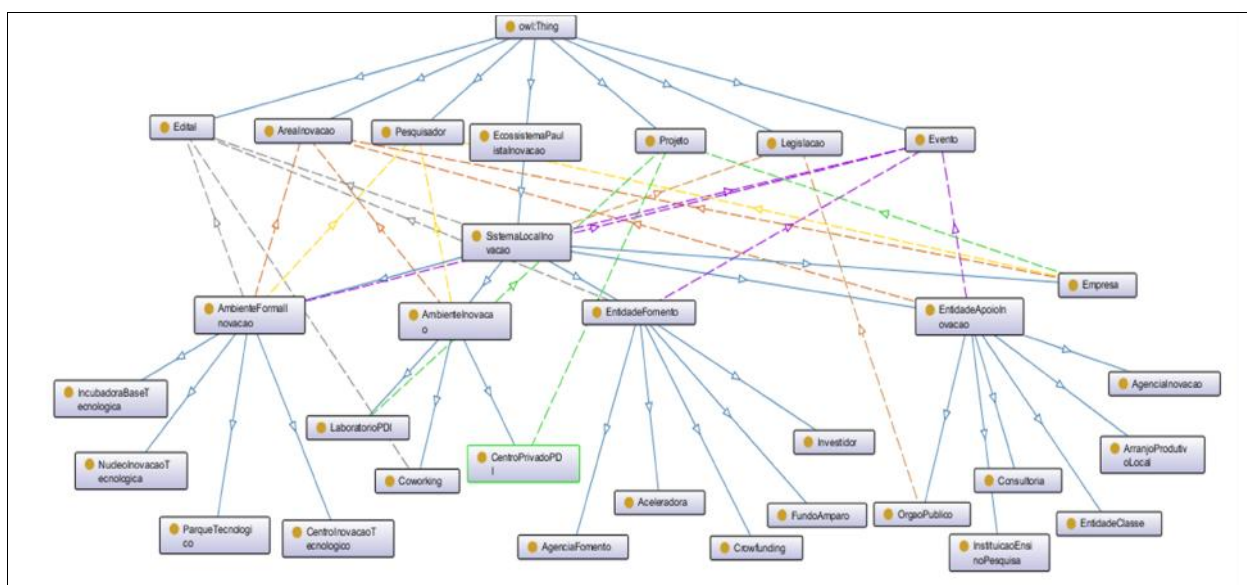 owl:Thing
Edital
AreaInovacao
Pesquisador
EcossistemaPaul
istaInovacao
Projeto
Legislacao
Evento
SistemaLocalIno
vacao
Empresa
AmbienteFormalI
novacao
AmbienteInovaca
o
EntidadeFomento
EntidadeApoioIn
ovacao
IncubadoraBaseT
ecnologica
NucleoInovacaoT
ecnologica
ParqueTecnologi
co
CentroInovacaoT
ecnologico
LaboratorioPDI
Coworking
CentroPrivadoPD
I
AgenciaFomento
Aceleradora
Crowfunding
FundoAmparo
Investidor
OrgaoPublico
InstituicaoEnsi
noPesquisa
Consultoria
EntidadeClasse
ArranjoProdutiv
oLocal
AgenciaInovacao